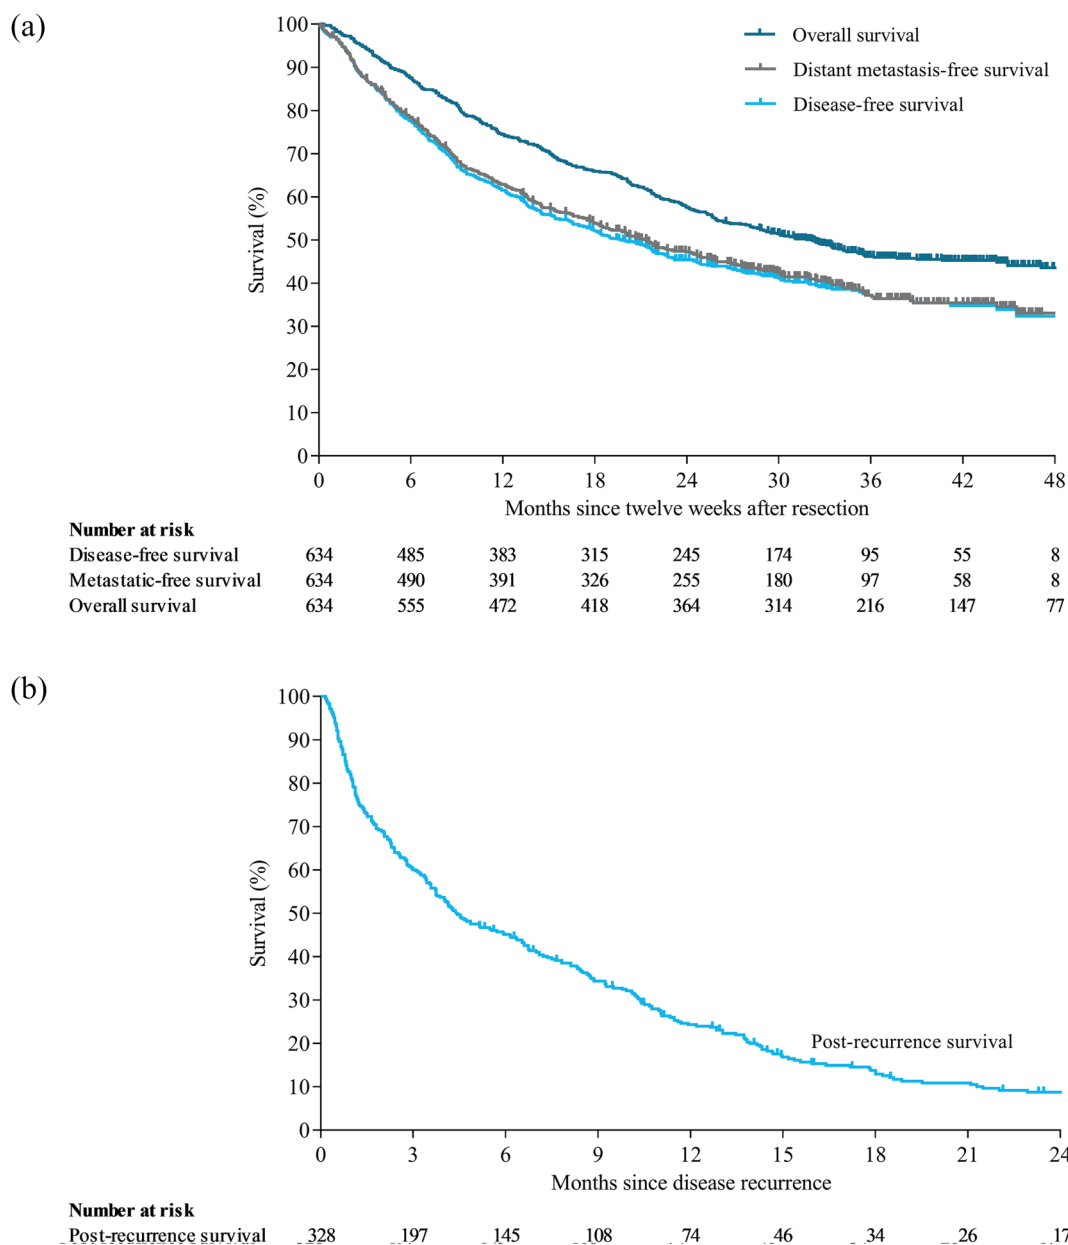 (a)
Overall survival
Distant metastasis-free survival
Disease-free survival
100
90
80
70
60
50
40
30
20
10
0
Survival (%)
0 6 12 18 24 30 36 42 48
Months since twelve weeks after resection
Number at risk
Disease-free survival 634 485 383 315 245 174 95 55 8
Metastatic-free survival 634 490 391 326 255 180 97 58 8
Overall survival 634 555 472 418 364 314 216 147 77
(b)
100
90
80
70
60
50
40
30
20
10
0
Survival (%)
Post-recurrence survival
0 3 6 9 12 15 18 21 24
Months since disease recurrence
Number at risk
Post-recurrence survival 328 197 145 108 74 46 34 26 17